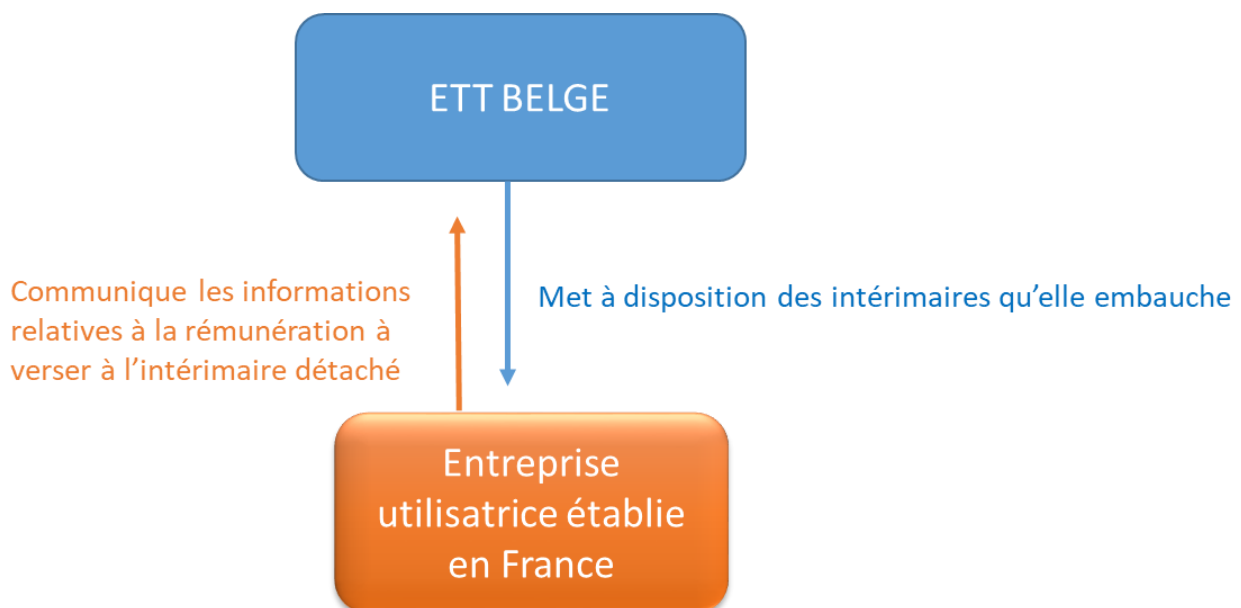 ETT BELGE
Communique les informations
relatives à la rémunération à
verser à l’intérimaire détaché
Met à disposition des intérimaires qu’elle embauche
Entreprise
utilisatrice établie
en France